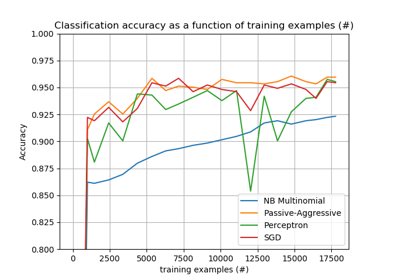 Classification accuracy as a function of training examples (#)
1.000
0.975
0.950
0.925
0.900
0.875
0.850
0.825
0.800
Accuracy
0 2500 5000 7500 10000 12500 15000 17500
training examples (#)
NB Multinomial
Passive-Aggressive
Perceptron
SGD